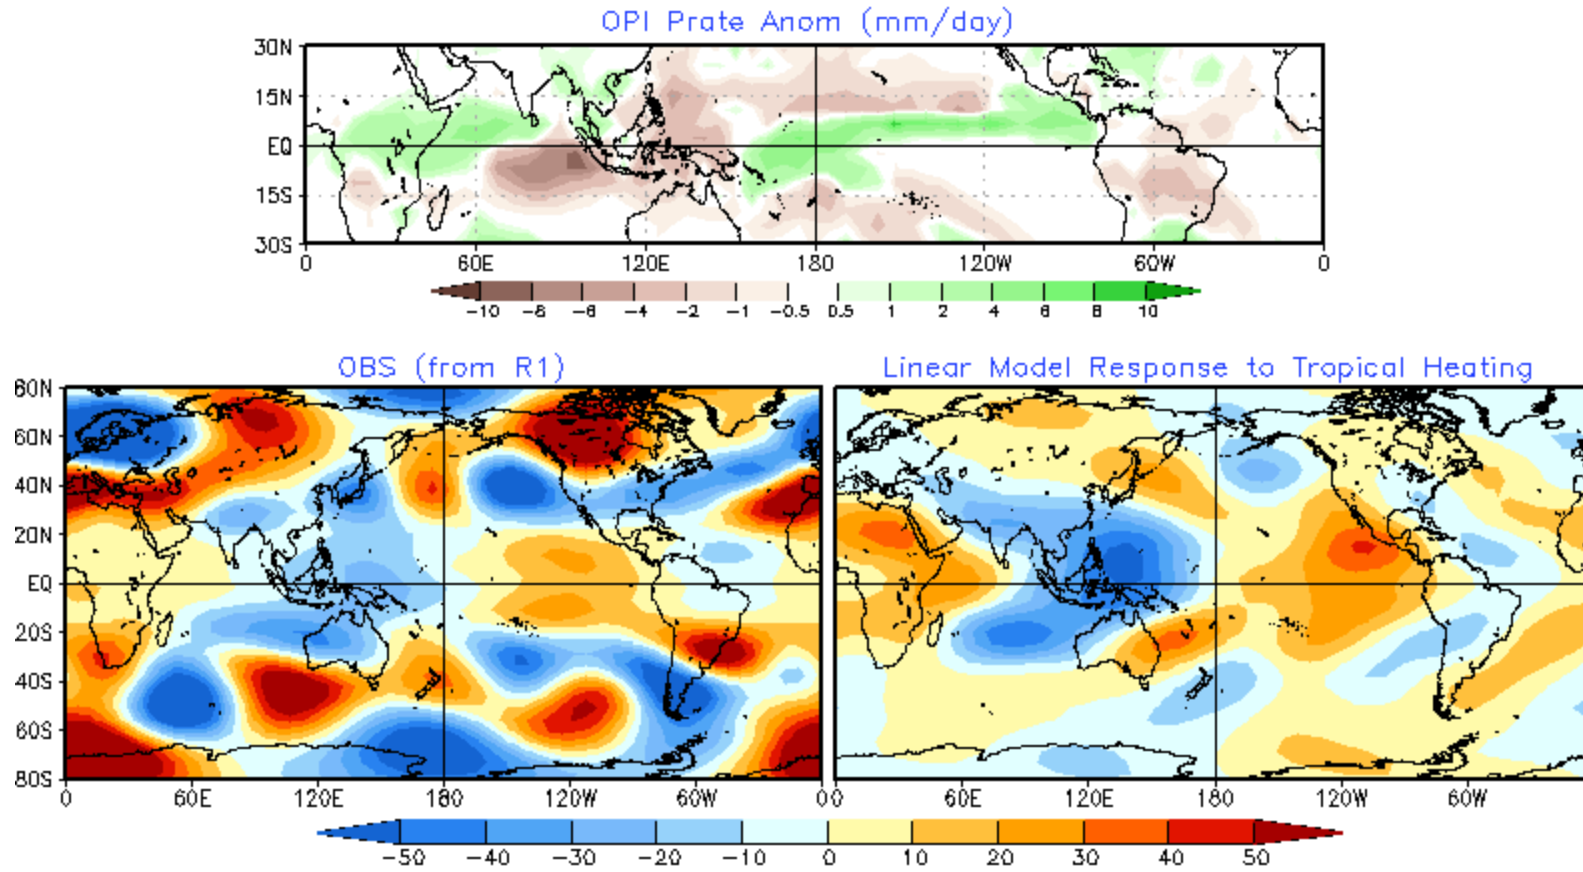 OPI Prate Anom (mm/day)
30N
15N
EQ
15S
30S
0 60E 120E 180 120W 60W 0
-10 -8 -6 -4 -2 -1 -0.5 0.5 1 2 4 6 8 10
OBS (from R1) Linear Model Response to Tropical Heating
60N
60N
40N
20N
EQ
20S
40S
60S
80S
0 60E 120E 180 120W 60W 0 0 60E 120E 180 120W 60W
-50 -40 -30 -20 -10 0 10 20 30 40 50